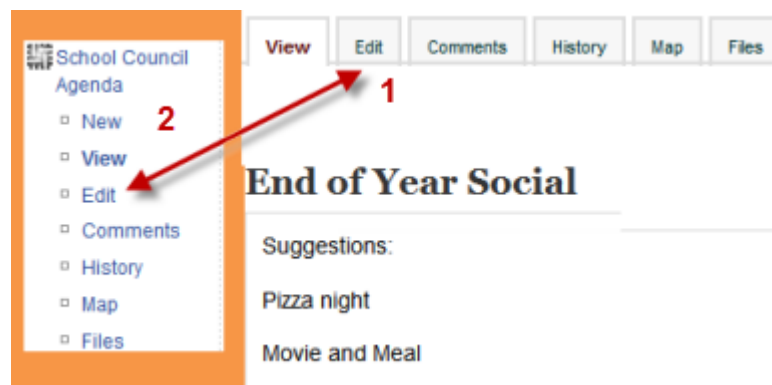 School Council
Agenda
New
View
Edit
Comments
History
Map
Files
2
View Edit Comments History Map Files
1
End of Year Social
Suggestions:
Pizza night
Movie and Meal